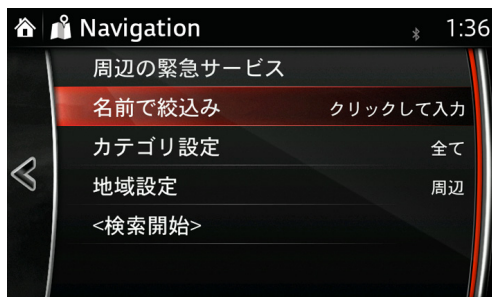 Navigation 1:36
周辺の緊急サービス
名前で絞込み クリックして入力
カテゴリ設定 全て
地域設定 周辺
<検索開始>